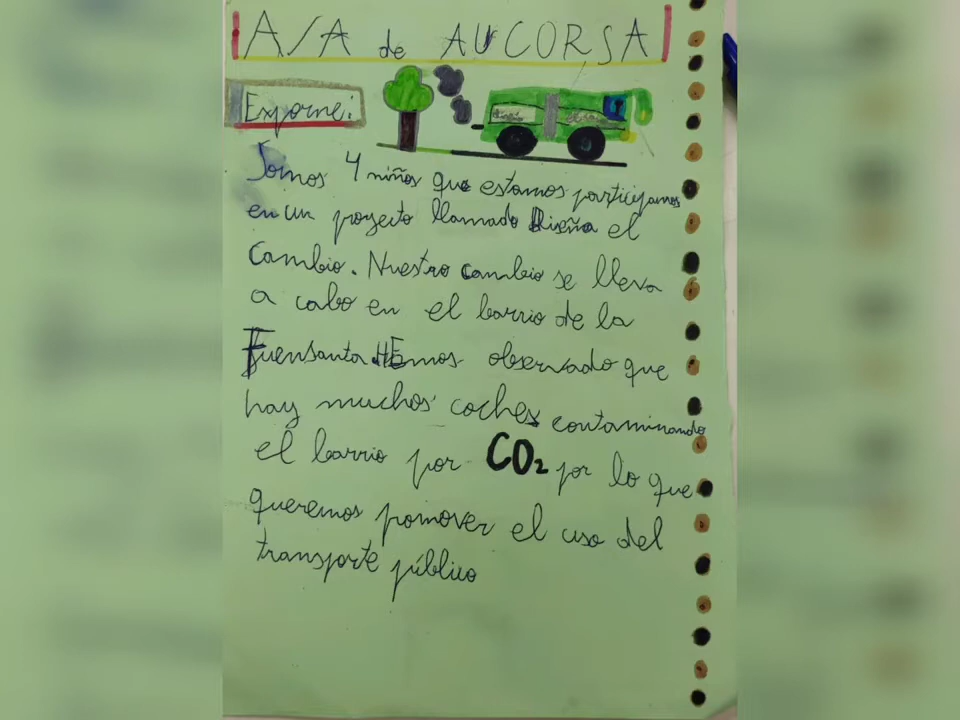 A/A de AUCORSA
Expone:
Somos 4 niños que estamos participamos
en un proyecto llamado Diseña el
Cambio. Nuestro cambio se lleva
a cabo en el barrio de la
Fuensanta. HEmos observado que
hay muchos coches contaminando
el barrio por CO₂ por lo que
queremos promover el uso del
transporte público